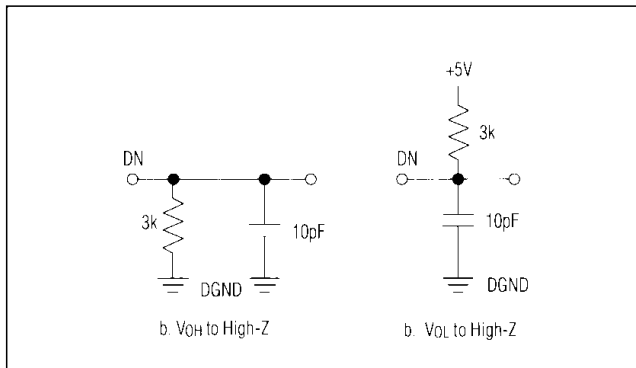 DN
3k
10pF
DGND
b. VOH to High-Z
+5V
3k
DN
10pF
DGND
b. VOL to High-Z